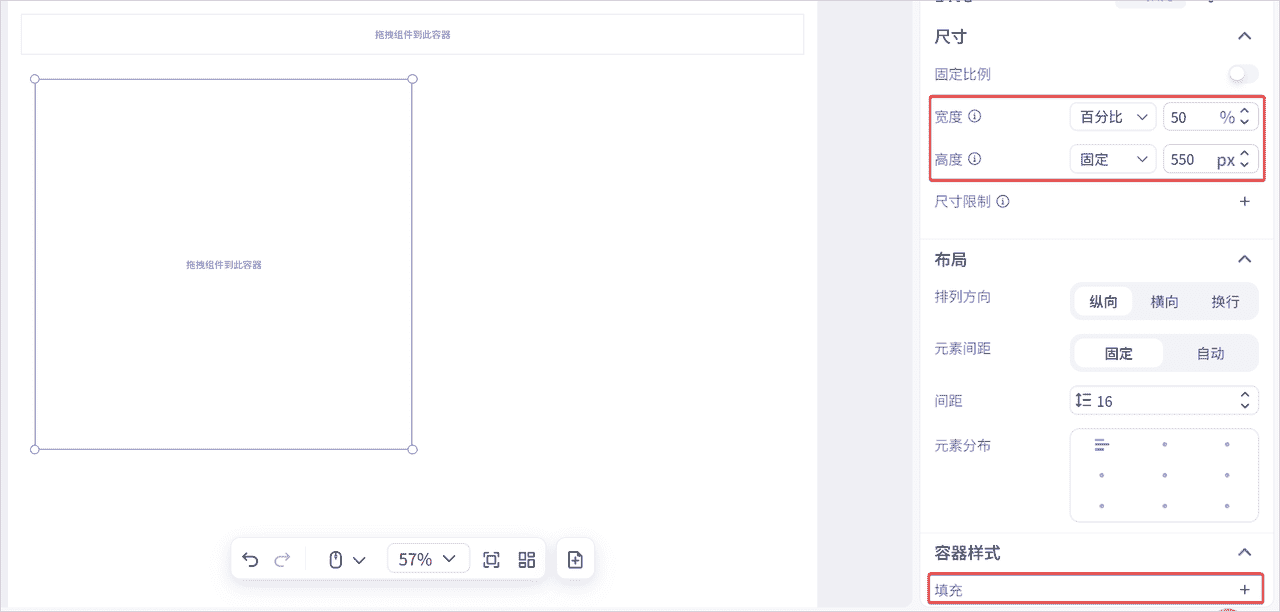 拖拽组件到此容器
拖拽组件到此容器
57%
尺寸
固定比例
宽度 百分比 50 %
高度 固定 550 px
尺寸限制
布局
排列方向 纵向 横向 换行
元素间距 固定 自动
间距 16
元素分布
容器样式
填充